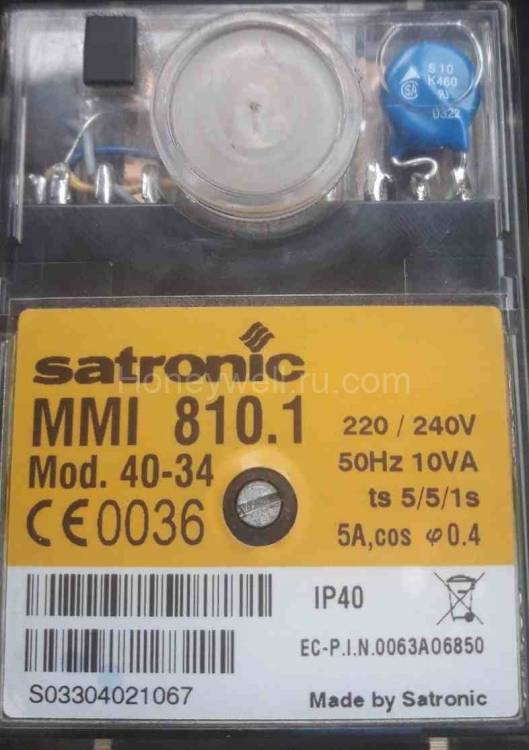 S10
K460
0322
satronic
Honeywell.ru.com
MMI 810.1
Mod. 40-34
CE0036
220 / 240V
50Hz 10VA
ts 5/5/1s
5A,cos φ0.4
IP40
EC-P.I.N.0063A06850
S03304021067
Made by Satronic